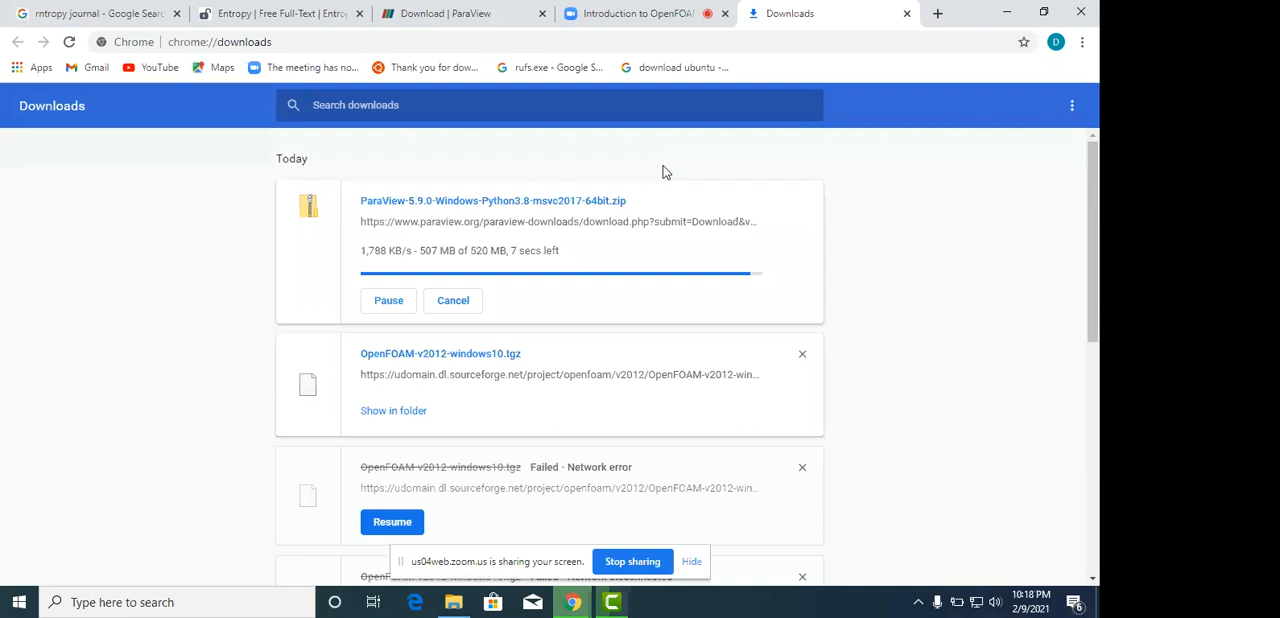 rntropy journal - Google Searc
Entropy | Free Full-Text | Entro
Download | ParaView
Introduction to OpenFOA
Downloads
Chrome | chrome://downloads
D
Apps
Gmail
YouTube
Maps
The meeting has no...
Thank you for dow...
rufs.exe - Google S...
download ubuntu -...
Downloads
Search downloads
Today
ParaView-5.9.0-Windows-Python3.8-msvc2017-64bit.zip
https://www.paraview.org/paraview-downloads/download.php?submit=Download&v...
1,788 KB/s - 507 MB of 520 MB, 7 secs left
Pause
Cancel
OpenFOAM-v2012-windows10.tgz
https://udomain.dl.sourceforge.net/project/openfoam/v2012/OpenFOAM-v2012-win...
Show in folder
OpenFOAM-v2012-windows10.tgz Failed - Network error
https://udomain.dl.sourceforge.net/project/openfoam/v2012/OpenFOAM-v2012-win...
Resume
us04web.zoom.us is sharing your screen.
Stop sharing
Hide
Type here to search
10:18 PM
2/9/2021
6